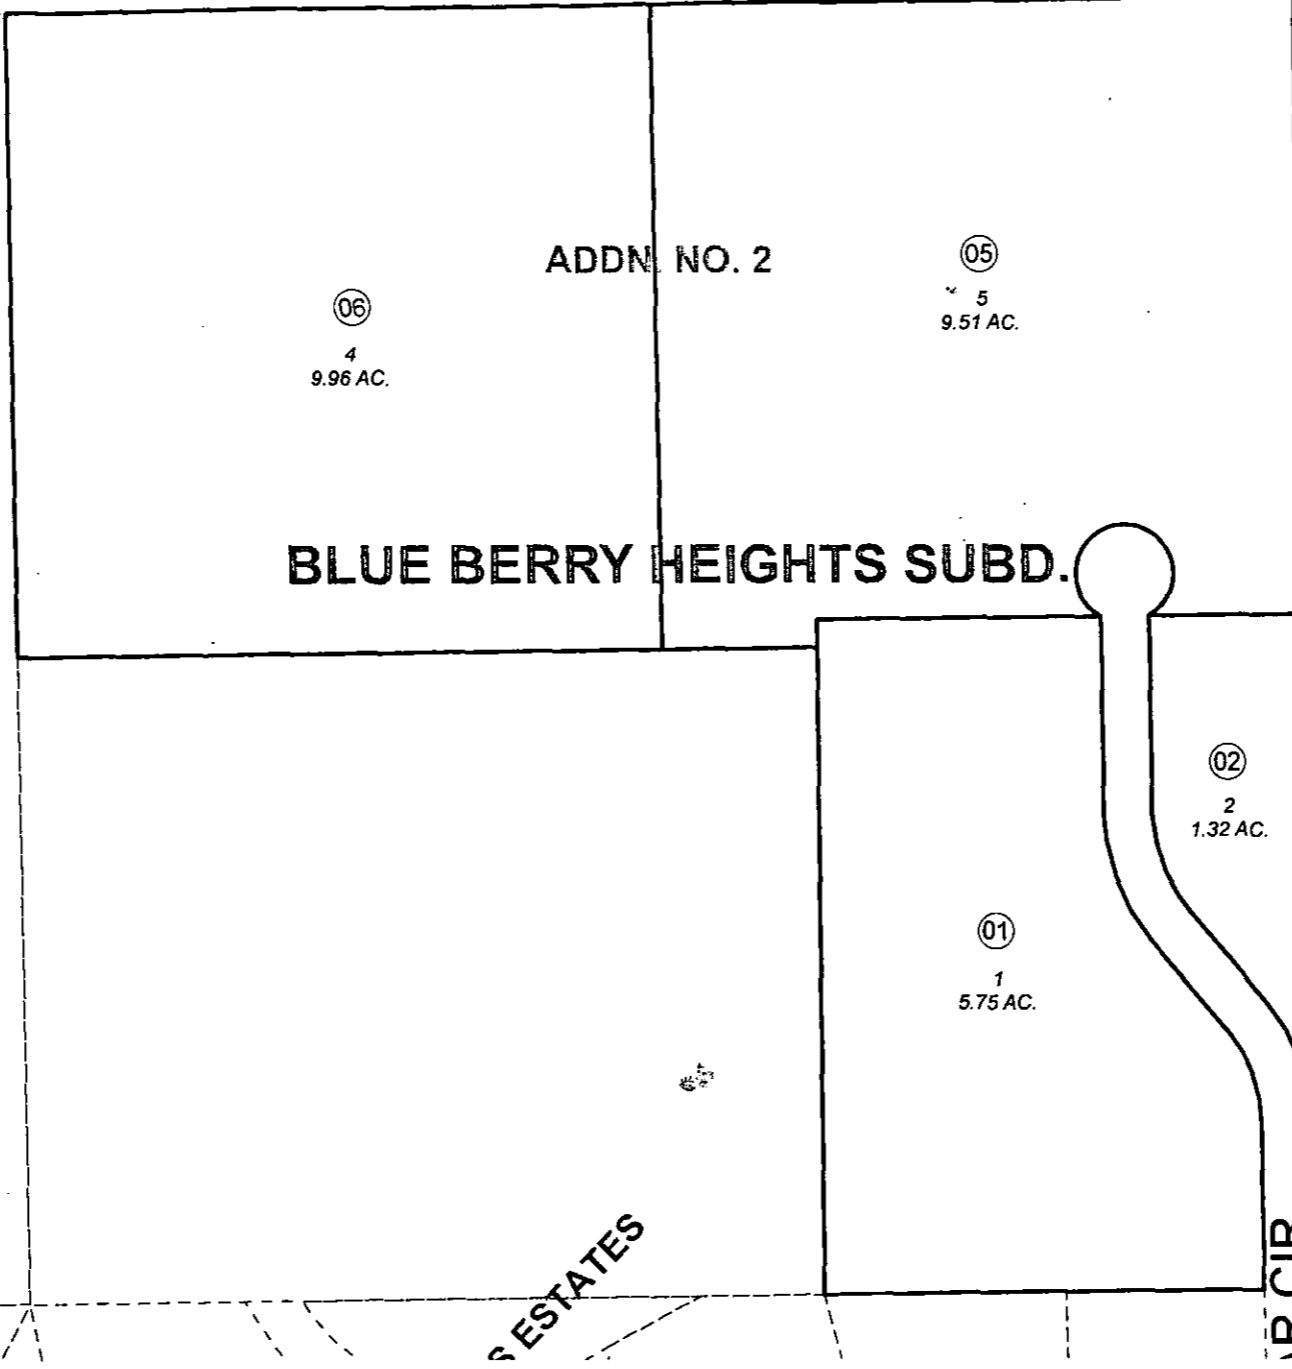 ADDN. NO. 2
05
5
9.51 AC.
06
4
9.96 AC.
BLUE BERRY HEIGHTS SUBD.
02
2
1.32 AC.
01
1
5.75 AC.
ESTATES
CIR